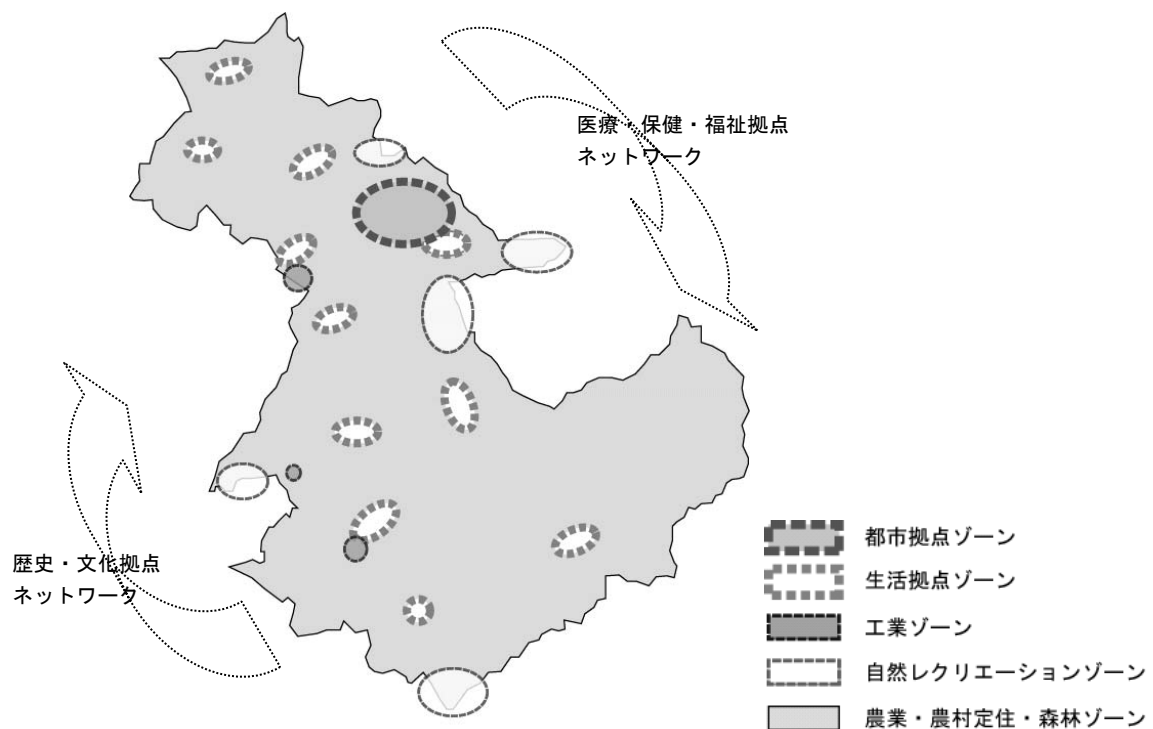 医療・保健・福祉拠点
ネットワーク
歴史・文化拠点
ネットワーク
都市拠点ゾーン
生活拠点ゾーン
工業ゾーン
自然レクリエーションゾーン
農業・農村定住・森林ゾーン